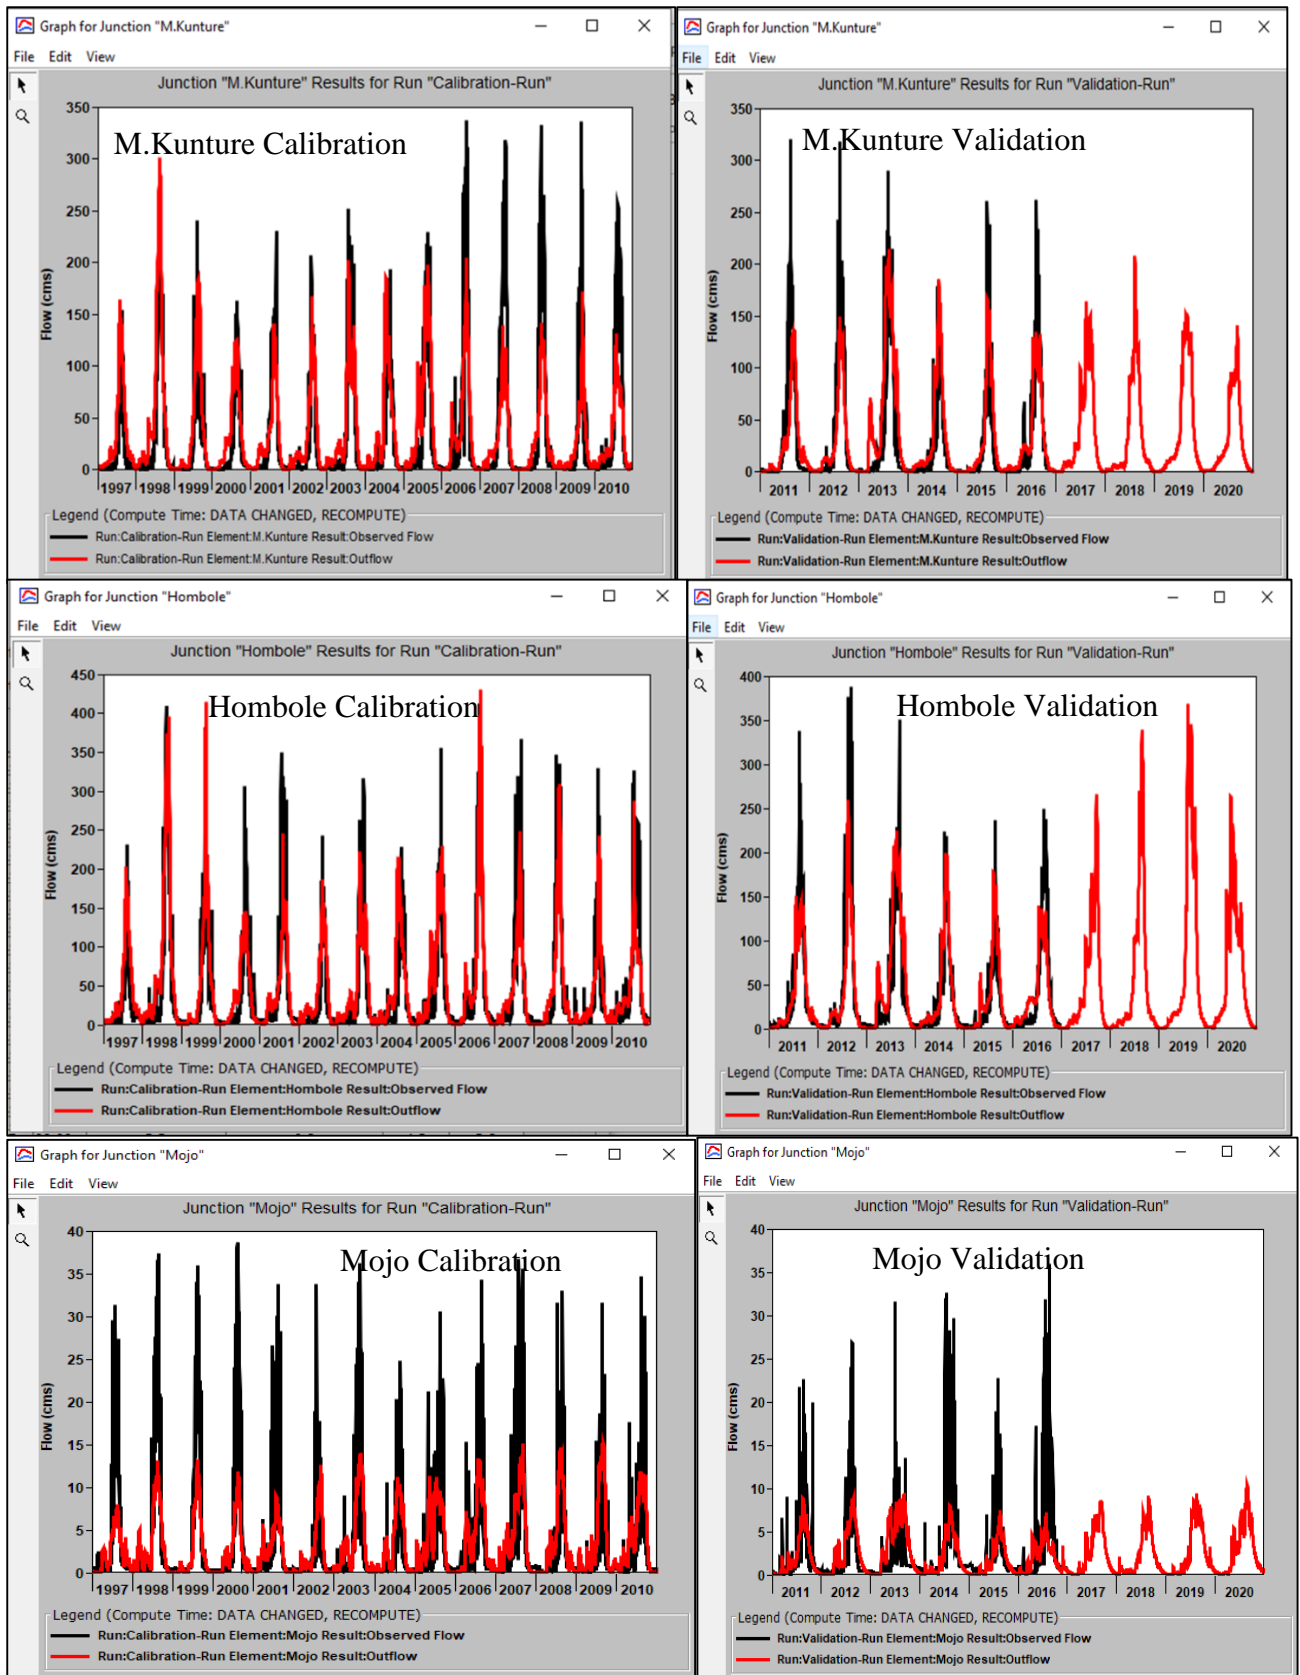 Graph for Junction "M.Kunture"
File Edit View
Junction "M.Kunture" Results for Run "Calibration-Run"
M.Kunture Calibration
Flow (cms)
350
300
250
200
150
100
50
0
1997 1998 1999 2000 2001 2002 2003 2004 2005 2006 2007 2008 2009 2010
Legend (Compute Time: DATA CHANGED, RECOMPUTE)
Run:Calibration-Run Element:M.Kunture Result:Observed Flow
Run:Calibration-Run Element:M.Kunture Result:Outflow
Graph for Junction "M.Kunture"
File Edit View
Junction "M.Kunture" Results for Run "Validation-Run"
M.Kunture Validation
Flow (cms)
350
300
250
200
150
100
50
0
2011 2012 2013 2014 2015 2016 2017 2018 2019 2020
Legend (Compute Time: DATA CHANGED, RECOMPUTE)
Run:Validation-Run Element:M.Kunture Result:Observed Flow
Run:Validation-Run Element:M.Kunture Result:Outflow
Graph for Junction "Hombole"
File Edit View
Junction "Hombole" Results for Run "Calibration-Run"
Hombole Calibration
Flow (cms)
450
400
350
300
250
200
150
100
50
0
1997 1998 1999 2000 2001 2002 2003 2004 2005 2006 2007 2008 2009 2010
Legend (Compute Time: DATA CHANGED, RECOMPUTE)
Run:Calibration-Run Element:Hombole Result:Observed Flow
Run:Calibration-Run Element:Hombole Result:Outflow
Graph for Junction "Hombole"
File Edit View
Junction "Hombole" Results for Run "Validation-Run"
Hombole Validation
Flow (cms)
400
350
300
250
200
150
100
50
0
2011 2012 2013 2014 2015 2016 2017 2018 2019 2020
Legend (Compute Time: DATA CHANGED, RECOMPUTE)
Run:Validation-Run Element:Hombole Result:Observed Flow
Run:Validation-Run Element:Hombole Result:Outflow
Graph for Junction "Mojo"
File Edit View
Junction "Mojo" Results for Run "Calibration-Run"
Mojo Calibration
Flow (cms)
40
35
30
25
20
15
10
5
0
1997 1998 1999 2000 2001 2002 2003 2004 2005 2006 2007 2008 2009 2010
Legend (Compute Time: DATA CHANGED, RECOMPUTE)
Run:Calibration-Run Element:Mojo Result:Observed Flow
Run:Calibration-Run Element:Mojo Result:Outflow
Graph for Junction "Mojo"
File Edit View
Junction "Mojo" Results for Run "Validation-Run"
Mojo Validation
Flow (cms)
40
35
30
25
20
15
10
5
0
2011 2012 2013 2014 2015 2016 2017 2018 2019 2020
Legend (Compute Time: DATA CHANGED, RECOMPUTE)
Run:Validation-Run Element:Mojo Result:Observed Flow
Run:Validation-Run Element:Mojo Result:Outflow